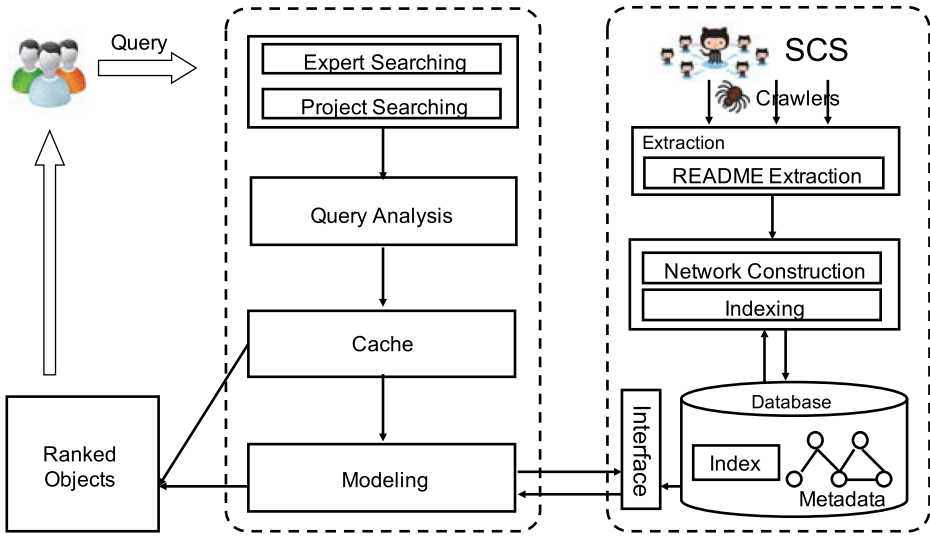 Query
Expert Searching
Project Searching
Query Analysis
Cache
Modeling
Ranked
Objects
SCS
Crawlers
Extraction
README Extraction
Network Construction
Indexing
Database
Interface
Index
Metadata